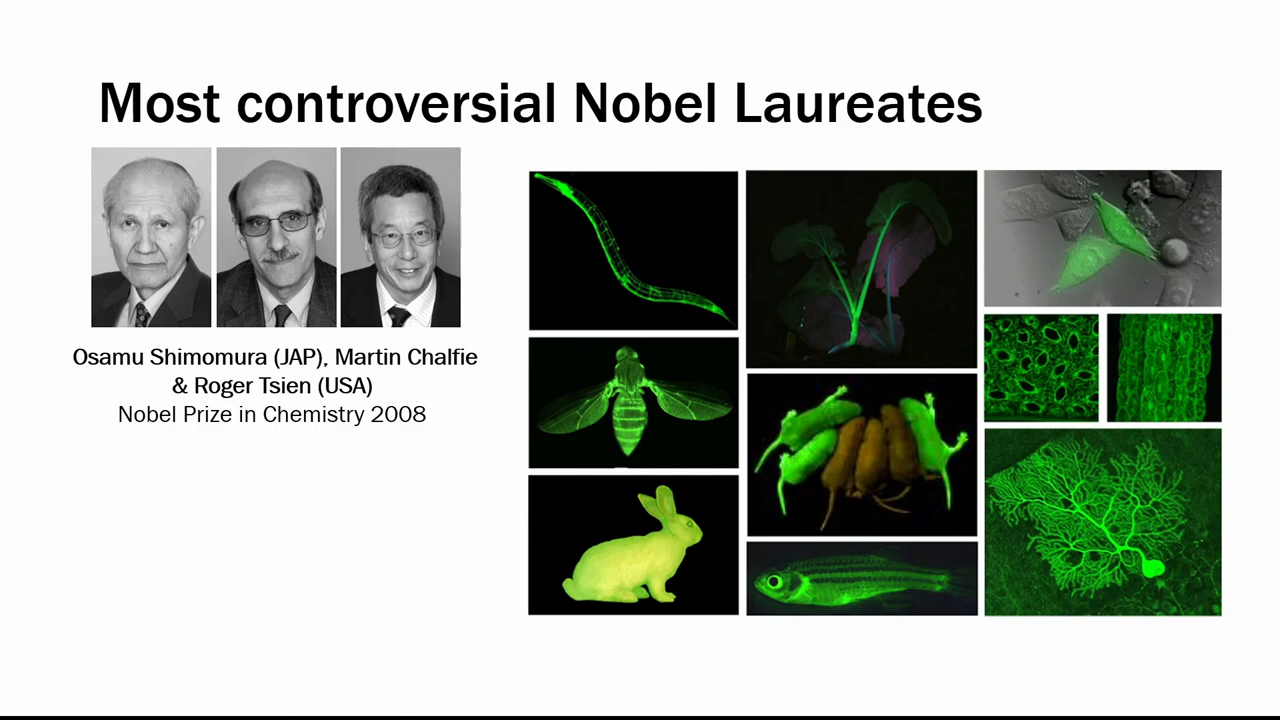 Most controversial Nobel Laureates
Osamu Shimomura (JAP), Martin Chalfie
& Roger Tsien (USA)
Nobel Prize in Chemistry 2008